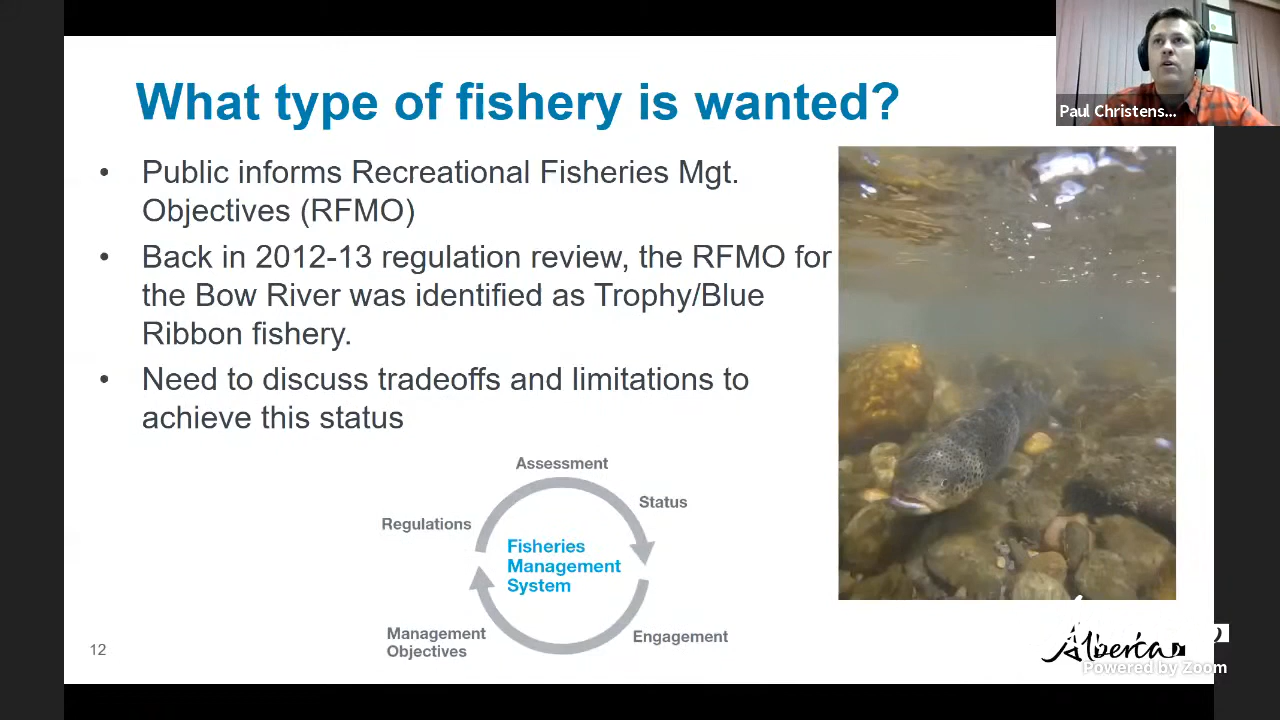 What type of fishery is wanted?
Paul Christens...
• Public informs Recreational Fisheries Mgt.
Objectives (RFMO)
• Back in 2012-13 regulation review, the RFMO for
the Bow River was identified as Trophy/Blue
Ribbon fishery.
• Need to discuss tradeoffs and limitations to
achieve this status
Assessment
Status
Regulations
Fisheries
Management
System
Management
Objectives
Engagement
12
Alberta
Powered by Zoom